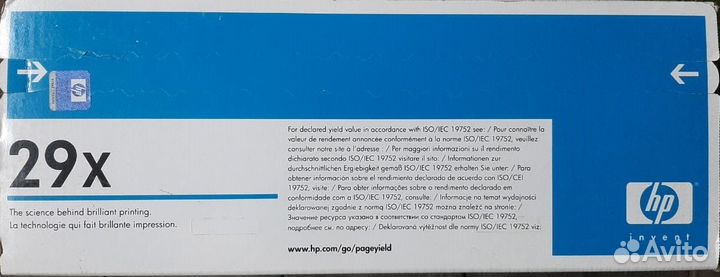 29x
The science behind brilliant printing.
La technologie qui fait brillante impression.
For declared yield value in accordance with ISO/IEC 19752 see: / Pour connaître la
valeur de rendement annoncée conformément à la norme ISO/IEC 19752, veuillez
consulter notre site à l'adresse : / Per maggiori informazioni su il rendimento
dichiarato secondo ISO/IEC 19752 visitare il sito: / Informationen zur
durchschnittlichen Ergiebigkeit gemäß ISO/IEC 19752 erhalten Sie unter: / Para
obtener información sobre el rendimiento declarado de acuerdo con ISO/CEI
19752, visite: / Para obter informações sobre o rendimento declarado em
conformidade com a ISO/IEC 19752, consulte: / Informacje na temat wydajności
deklarowanej zgodnie z normą ISO/IEC 19752 można znaleźć na stronie: /
Значение ресурса указано в соответствии со стандартом ISO/IEC 19752,
подробнее см. по адресу: / Deklarovaná výtěžnost dle normy ISO/IEC 19752 viz:
www.hp.com/go/pageyield
hp
hp
invent
Avito